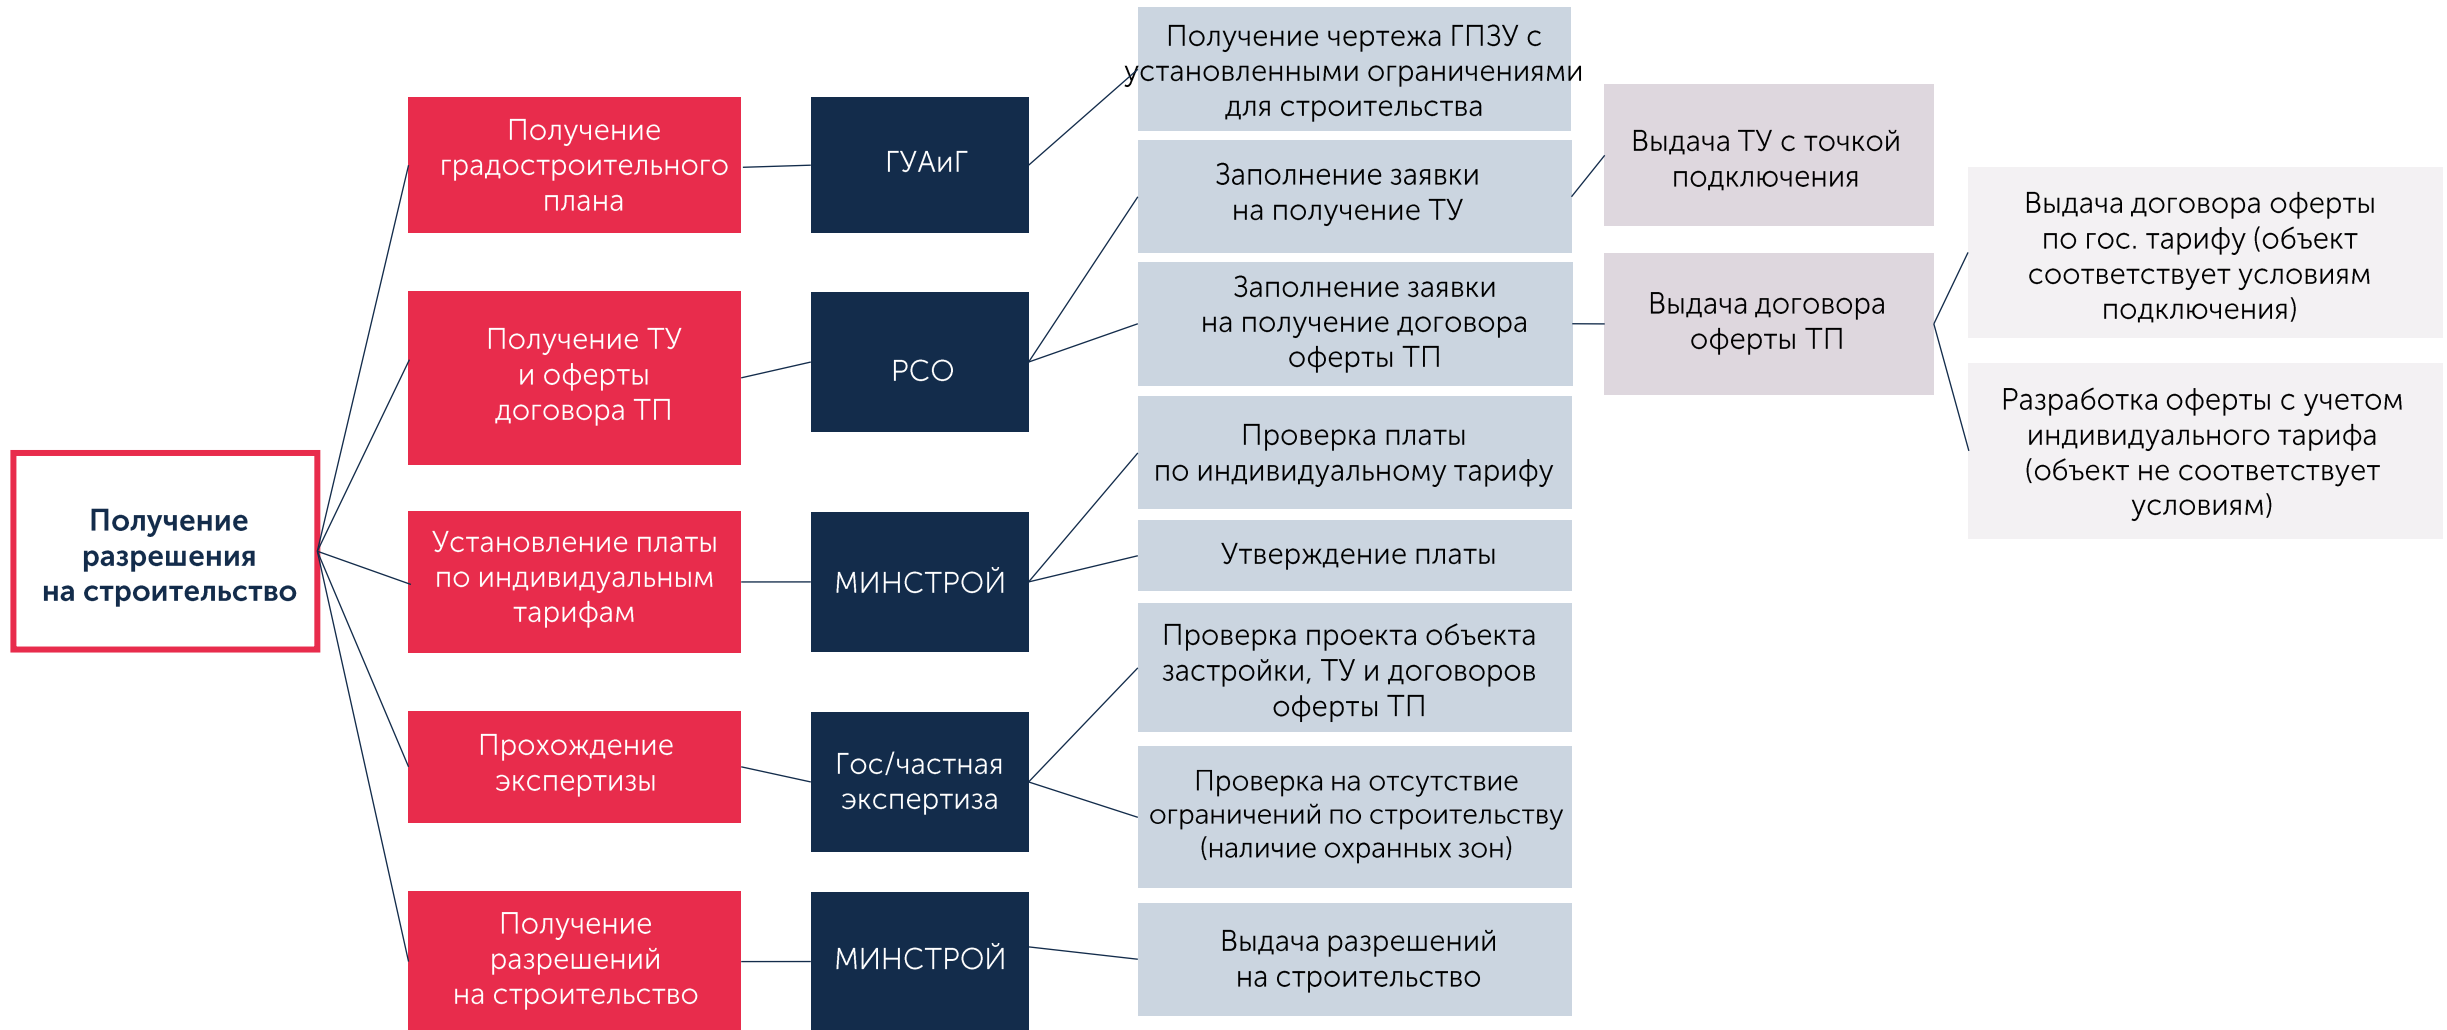 Получение
разрешения
на строительство
Получение
градостроительного
плана
ГУАиГ
Получение чертежа ГПЗУ с
установленными ограничениями
для строительства
Получение ТУ
и оферты
договора ТП
РСО
Заполнение заявки
на получение ТУ
Выдача ТУ с точкой
подключения
Заполнение заявки
на получение договора
оферты ТП
Выдача договора
оферты ТП
Выдача договора оферты
по гос. тарифу (объект
соответствует условиям
подключения)
Разработка оферты с учетом
индивидуального тарифа
(объект не соответствует
условиям)
Установление платы
по индивидуальным
тарифам
МИНСТРОЙ
Проверка платы
по индивидуальному тарифу
Утверждение платы
Прохождение
экспертизы
Гос/частная
экспертиза
Проверка проекта объекта
застройки, ТУ и договоров
оферты ТП
Проверка на отсутствие
ограничений по строительству
(наличие охранных зон)
Получение
разрешений
на строительство
МИНСТРОЙ
Выдача разрешений
на строительство